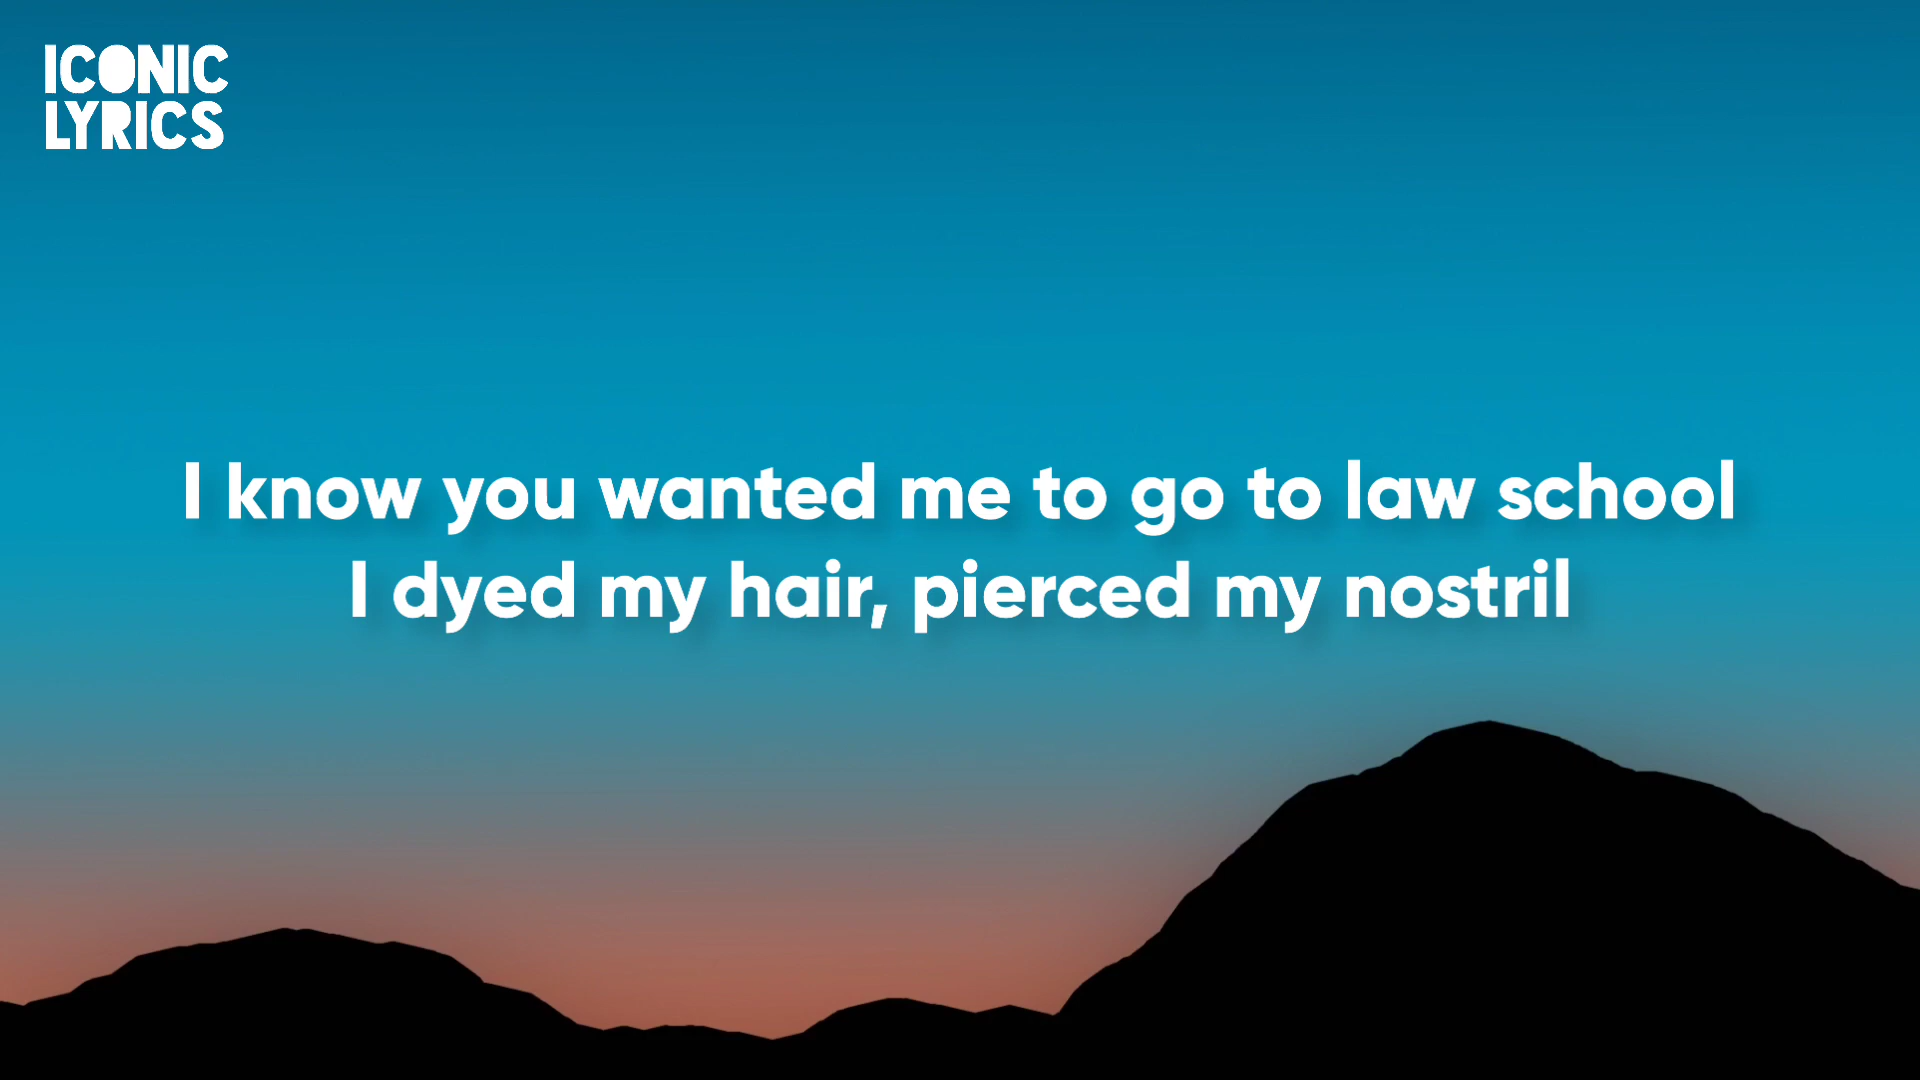 ICONIC
LYRICS
I know you wanted me to go to law school
I dyed my hair, pierced my nostril